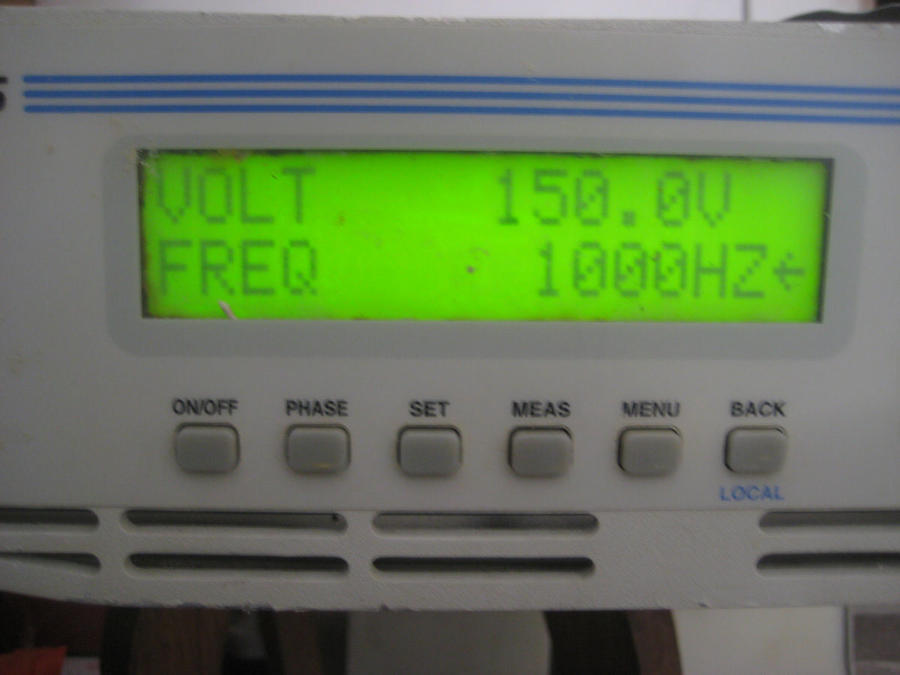 VOLT 150.0V
FREQ 1000HZ←
ON/OFF PHASE SET MEAS MENU BACK
LOCAL